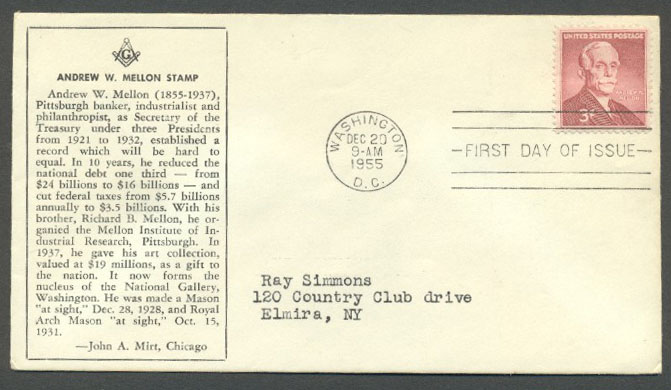 G
ANDREW W. MELLON STAMP
Andrew W. Mellon (1855-1937),
Pittsburgh banker, industrialist and
philanthropist, as Secretary of the
Treasury under three Presidents
from 1921 to 1932, established a
record which will be hard to
equal. In 10 years, he reduced the
national debt one third — from
$24 billions to $16 billions — and
cut federal taxes from $5.7 billions
annually to $3.5 billions. With his
brother, Richard B. Mellon, he or-
ganied the Mellon Institute of In-
dustrial Research, Pittsburgh. In
1937, he gave his art collection,
valued at $19 millions, as a gift to
the nation. It now forms the
nucleus of the National Gallery,
Washington. He was made a Mason
"at sight," Dec. 28, 1928, and Royal
Arch Mason "at sight," Oct. 15,
1931.
—John A. Mirt, Chicago
WASHINGTON
DEC 20
9-AM
1955
D.C.
UNITED STATES POSTAGE
3¢
FIRST DAY OF ISSUE
Ray Simmons
120 Country Club drive
Elmira, NY